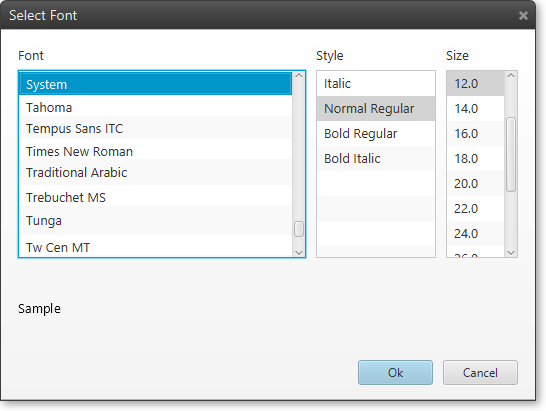 Select Font
Font
System
Tahoma
Tempus Sans ITC
Times New Roman
Traditional Arabic
Trebuchet MS
Tunga
Tw Cen MT
Style
Italic
Normal Regular
Bold Regular
Bold Italic
Size
12.0
14.0
16.0
18.0
20.0
22.0
24.0
26.0
Sample
Ok
Cancel